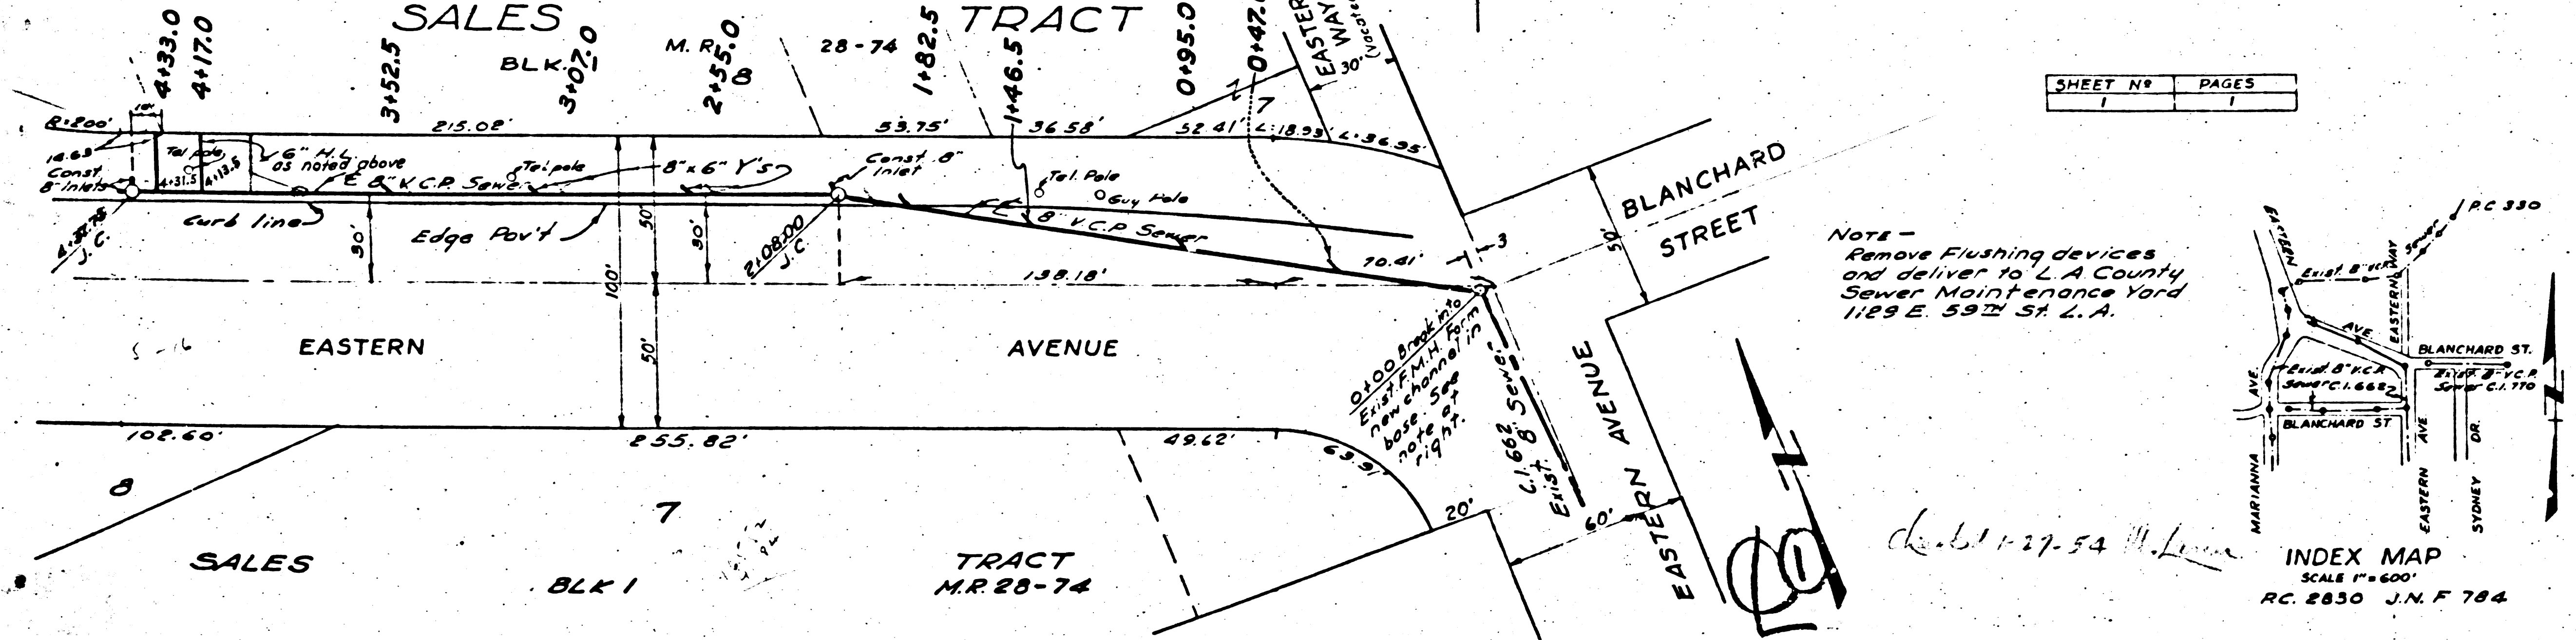 SALES
TRACT
BLK. 1
M. R.
28-74
8
7
4+33.0
4+17.0
3+52.5
3+07.0
2+55.0
1+82.5
1+46.5
0+95.0
EASTERN
WAY
(vacated)
30'
R=200'
215.02'
53.75'
36.58'
52.41'
L=18.93'
L=36.95'
14.63
Const.
8" Inlets
Tel pole
4+31.5
4+13.5
6" H.L.
as noted above
8" V.C.P. Sewer
Tel pole
8" x 6" Y's
Const. 8"
Inlet
Tel. Pole
Guy Pole
8" V.C.P. Sewer
Curb line
Edge Pav't
J.C.
2+08.00
J.C.
30'
50'
100'
50'
30'
138.18'
70.41'
3
EASTERN
AVENUE
BLANCHARD
STREET
50'
0+00 Break into
Exist. F.M.H. Form
new channel in
base. See
note at
right.
C.I. 662
Exist. 8" Sewer
EASTERN AVENUE
60'
20'
102.60'
255.82'
49.62'
63.91'
8
7
SALES
BLK 1
TRACT
M.R. 28-74
SHEET Nº PAGES
1 1
NOTE -
Remove Flushing devices
and deliver to L.A. County
Sewer Maintenance Yard
1129 E. 59TH St. L.A.
P.C. 330
Sewer
EASTERN
AVE.
EASTERN WAY
BLANCHARD ST.
Exist. 8" V.C.P.
Sewer C.I. 662
Exist. 8" V.C.P.
Sewer C.I. 770
BLANCHARD ST
MARIANNA AVE.
EASTERN AVE
SYDNEY DR.
1-27-54
INDEX MAP
SCALE 1"=600'
P.C. 2830 J.N. F 784